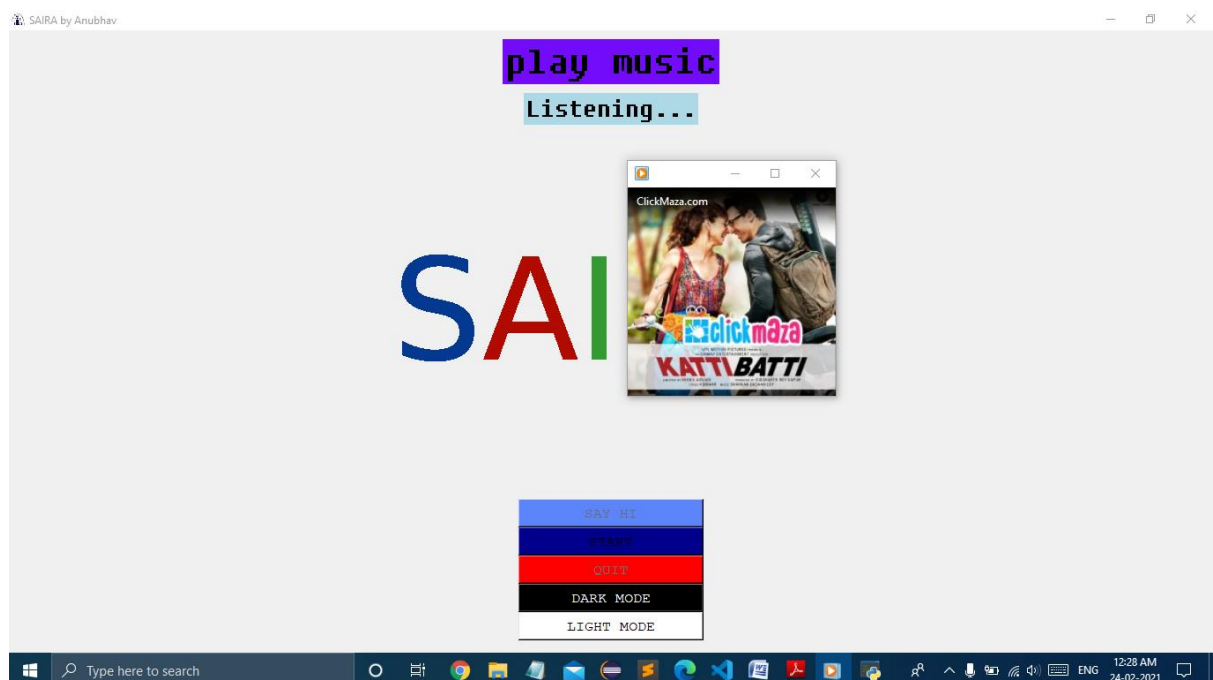 SAIRA by Anubhav
play music
Listening...
ClickMaza.com
SAI
clickmaza
KATTI BATTI
SAY HI
START
QUIT
DARK MODE
LIGHT MODE
Type here to search
ENG
12:28 AM
24-02-2021